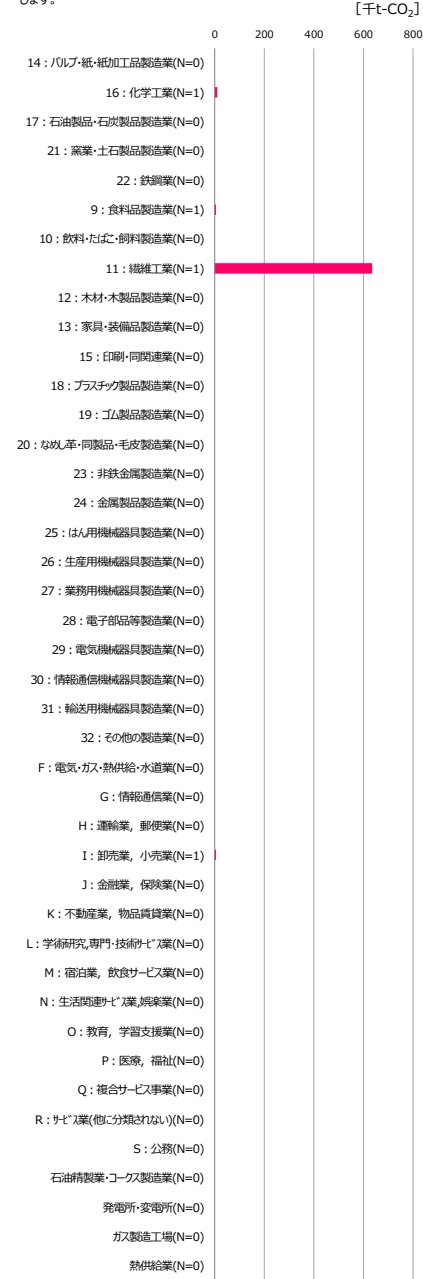 します。
[千t-CO₂]
0 200 400 600 800
14：パルプ・紙・紙加工品製造業(N=0)
16：化学工業(N=1)
17：石油製品・石炭製品製造業(N=0)
21：窯業・土石製品製造業(N=0)
22：鉄鋼業(N=0)
9：食料品製造業(N=1)
10：飲料・たばこ・飼料製造業(N=0)
11：繊維工業(N=1)
12：木材・木製品製造業(N=0)
13：家具・装備品製造業(N=0)
15：印刷・同関連業(N=0)
18：プラスチック製品製造業(N=0)
19：ゴム製品製造業(N=0)
20：なめし革・同製品・毛皮製造業(N=0)
23：非鉄金属製造業(N=0)
24：金属製品製造業(N=0)
25：はん用機械器具製造業(N=0)
26：生産用機械器具製造業(N=0)
27：業務用機械器具製造業(N=0)
28：電子部品等製造業(N=0)
29：電気機械器具製造業(N=0)
30：情報通信機械器具製造業(N=0)
31：輸送用機械器具製造業(N=0)
32：その他の製造業(N=0)
F：電気・ガス・熱供給・水道業(N=0)
G：情報通信業(N=0)
H：運輸業，郵便業(N=0)
I：卸売業，小売業(N=1)
J：金融業，保険業(N=0)
K：不動産業，物品賃貸業(N=0)
L：学術研究,専門・技術ｻｰﾋﾞｽ業(N=0)
M：宿泊業，飲食サービス業(N=0)
N：生活関連ｻｰﾋﾞｽ業,娯楽業(N=0)
O：教育，学習支援業(N=0)
P：医療，福祉(N=0)
Q：複合サービス事業(N=0)
R：ｻｰﾋﾞｽ業(他に分類されない)(N=0)
S：公務(N=0)
石油精製業・コークス製造業(N=0)
発電所・変電所(N=0)
ガス製造工場(N=0)
熱供給業(N=0)